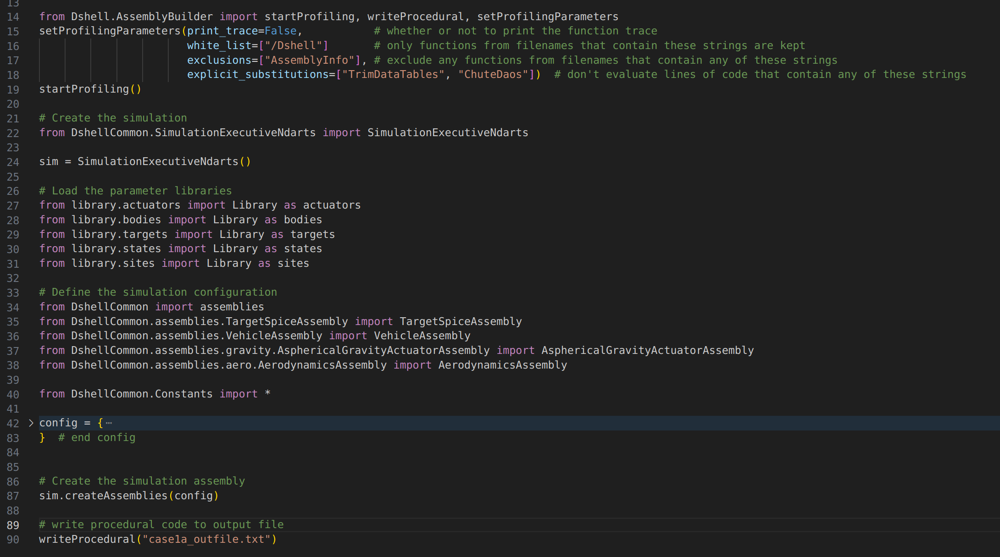 13
14 from Dshell.AssemblyBuilder import startProfiling, writeProcedural, setProfilingParameters
15 setProfilingParameters(print_trace=False,           # whether or not to print the function trace
16                        white_list=["/Dshell"]       # only functions from filenames that contain these strings are kept
17                        exclusions=["AssemblyInfo"], # exclude any functions from filenames that contain any of these strings
18                        explicit_substitutions=["TrimDataTables", "ChuteDaos"])  # don't evaluate lines of code that contain any of these strings
19 startProfiling()
20
21 # Create the simulation
22 from DshellCommon.SimulationExecutiveNdarts import SimulationExecutiveNdarts
23
24 sim = SimulationExecutiveNdarts()
25
26 # Load the parameter libraries
27 from library.actuators import Library as actuators
28 from library.bodies import Library as bodies
29 from library.targets import Library as targets
30 from library.states import Library as states
31 from library.sites import Library as sites
32
33 # Define the simulation configuration
34 from DshellCommon import assemblies
35 from DshellCommon.assemblies.TargetSpiceAssembly import TargetSpiceAssembly
36 from DshellCommon.assemblies.VehicleAssembly import VehicleAssembly
37 from DshellCommon.assemblies.gravity.AsphericalGravityActuatorAssembly import AsphericalGravityActuatorAssembly
38 from DshellCommon.assemblies.aero.AerodynamicsAssembly import AerodynamicsAssembly
39
40 from DshellCommon.Constants import *
41
42 > config = {⋯
83 }  # end config
84
85
86 # Create the simulation assembly
87 sim.createAssemblies(config)
88
89 # write procedural code to output file
90 writeProcedural("case1a_outfile.txt")